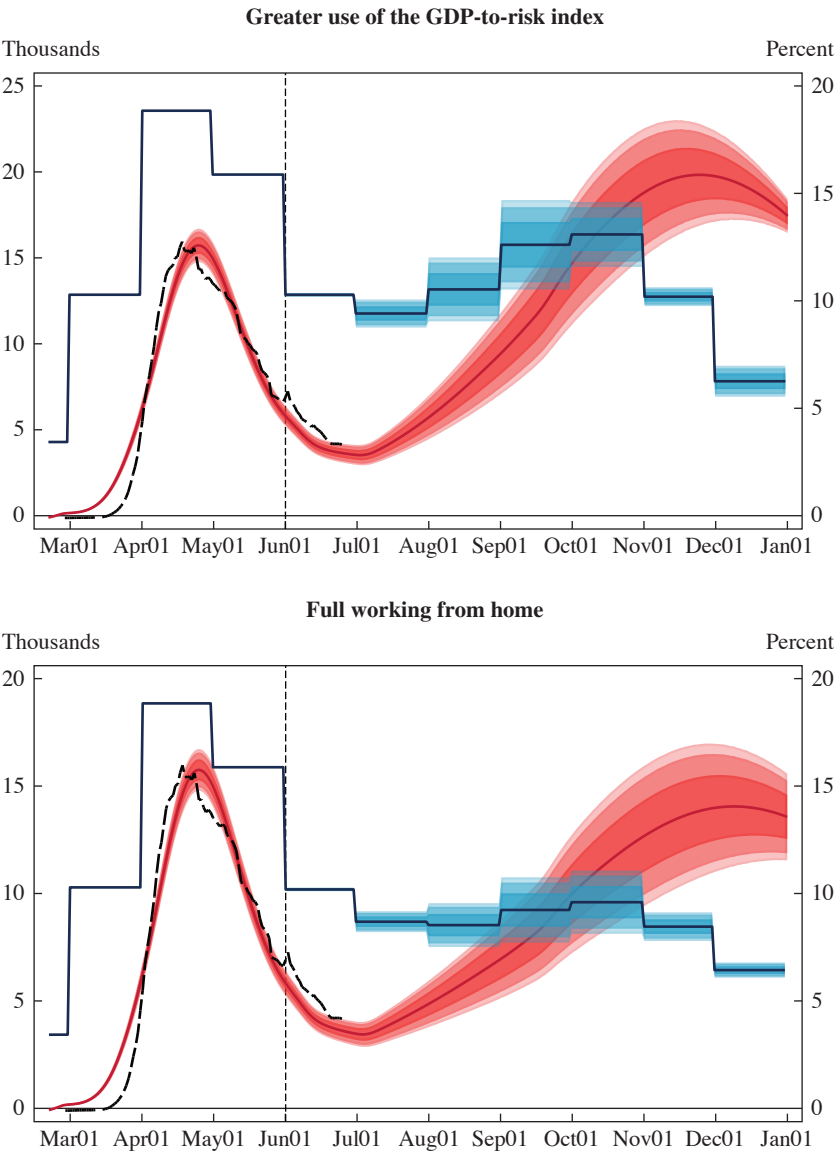 Greater use of the GDP-to-risk index
Thousands Percent
25 20
20
15
15
10
10
5
5
0 0
Mar01 Apr01 May01 Jun01 Jul01 Aug01 Sep01 Oct01 Nov01 Dec01 Jan01
Full working from home
Thousands Percent
20 20
15 15
10 10
5 5
0 0
Mar01 Apr01 May01 Jun01 Jul01 Aug01 Sep01 Oct01 Nov01 Dec01 Jan01